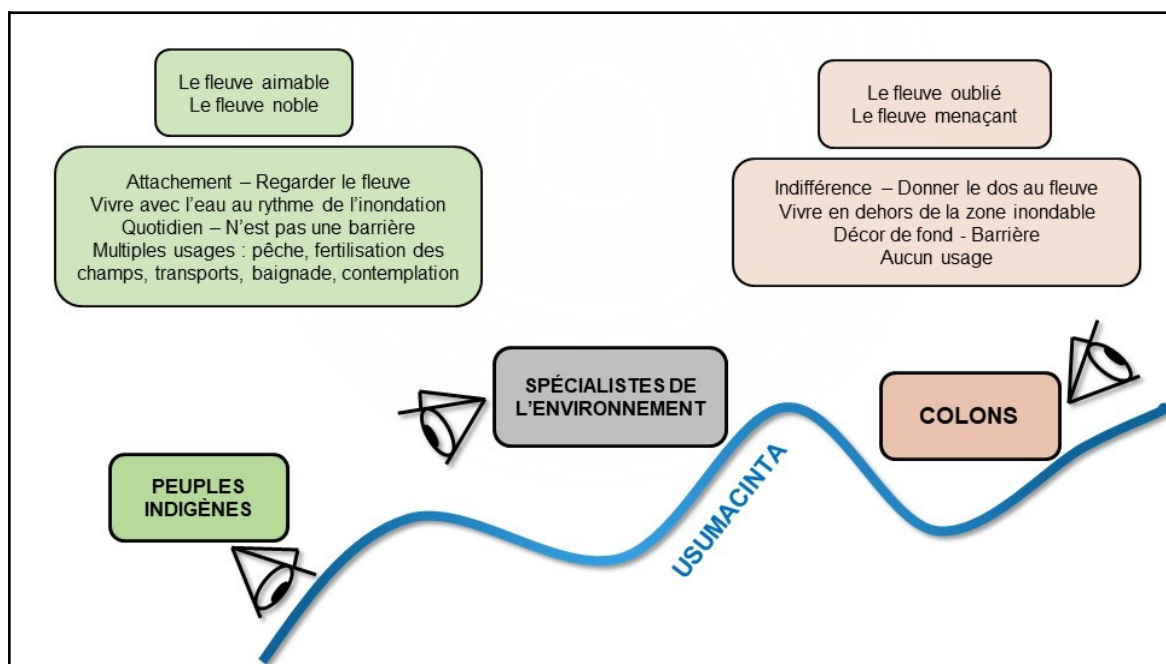 Le fleuve aimable
Le fleuve noble
Attachement – Regarder le fleuve
Vivre avec l’eau au rythme de l’inondation
Quotidien – N’est pas une barrière
Multiples usages : pêche, fertilisation des
champs, transports, baignade, contemplation
Le fleuve oublié
Le fleuve menaçant
Indifférence – Donner le dos au fleuve
Vivre en dehors de la zone inondable
Décor de fond - Barrière
Aucun usage
SPÉCIALISTES DE
L’ENVIRONNEMENT
COLONS
PEUPLES
INDIGÈNES
USUMACINTA